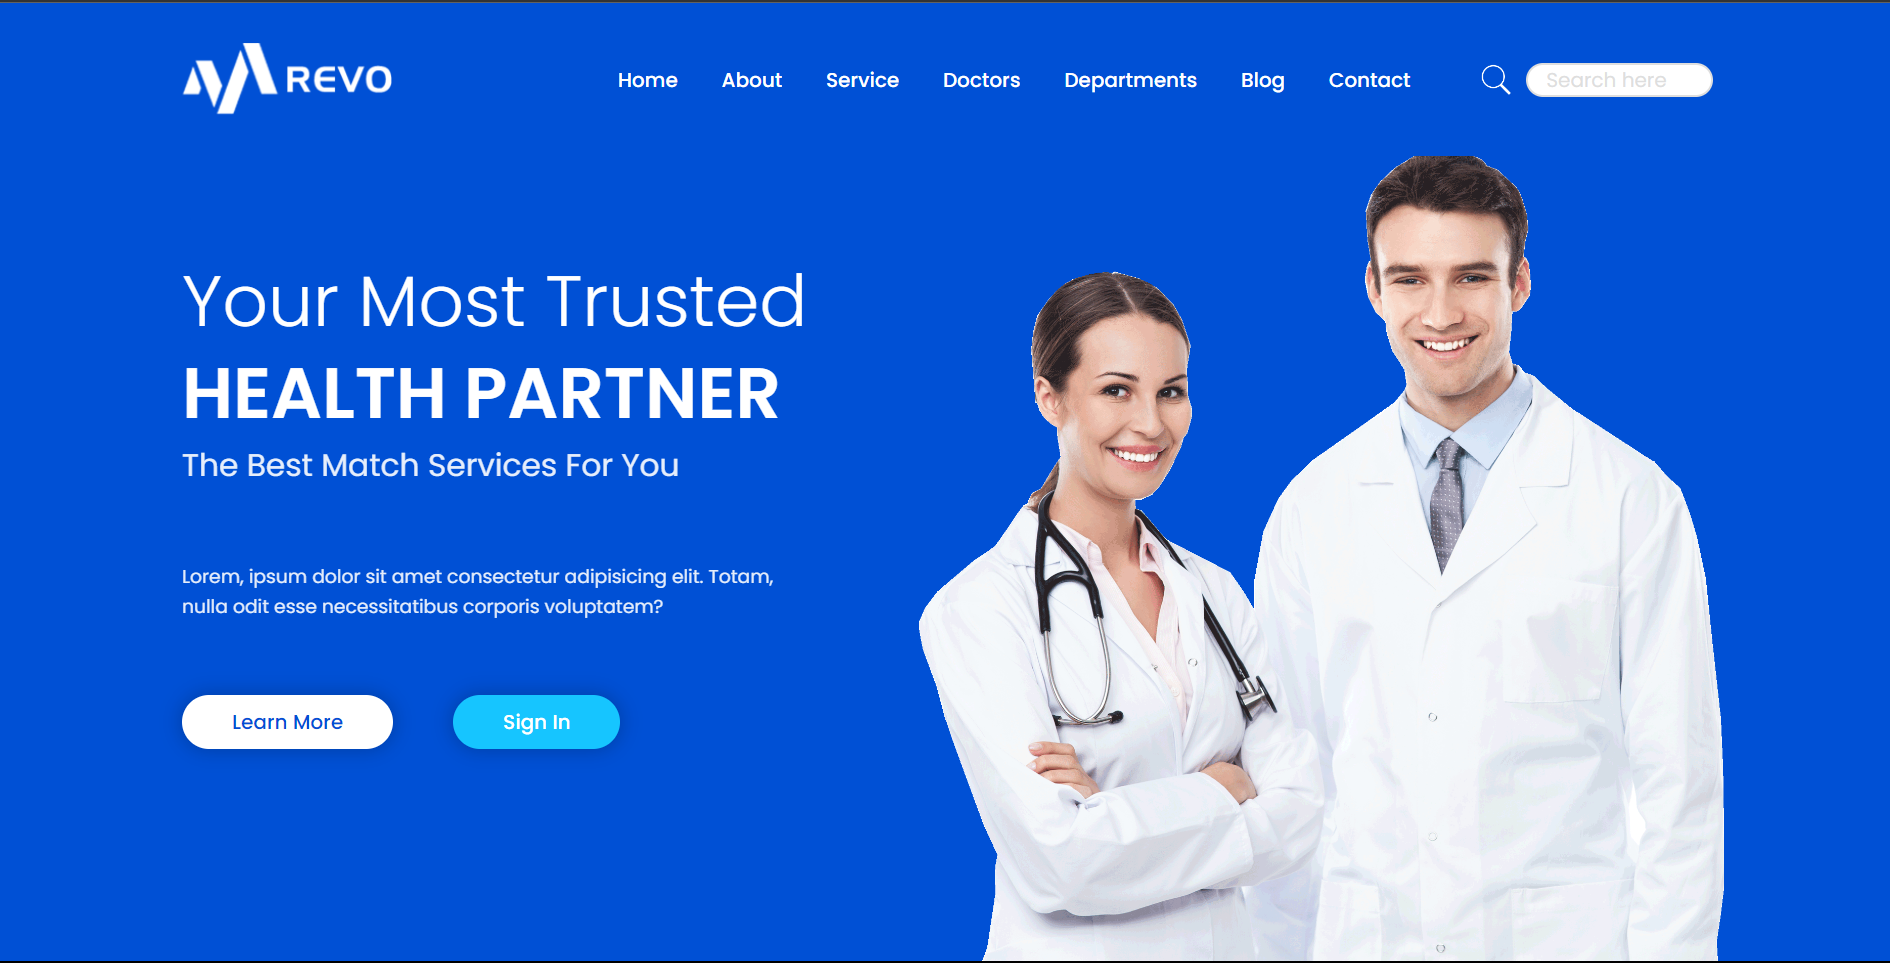 REVO
Home About Service Doctors Departments Blog Contact Search here
Your Most Trusted
HEALTH PARTNER
The Best Match Services For You
Lorem, ipsum dolor sit amet consectetur adipisicing elit. Totam,
nulla odit esse necessitatibus corporis voluptatem?
Learn More Sign In